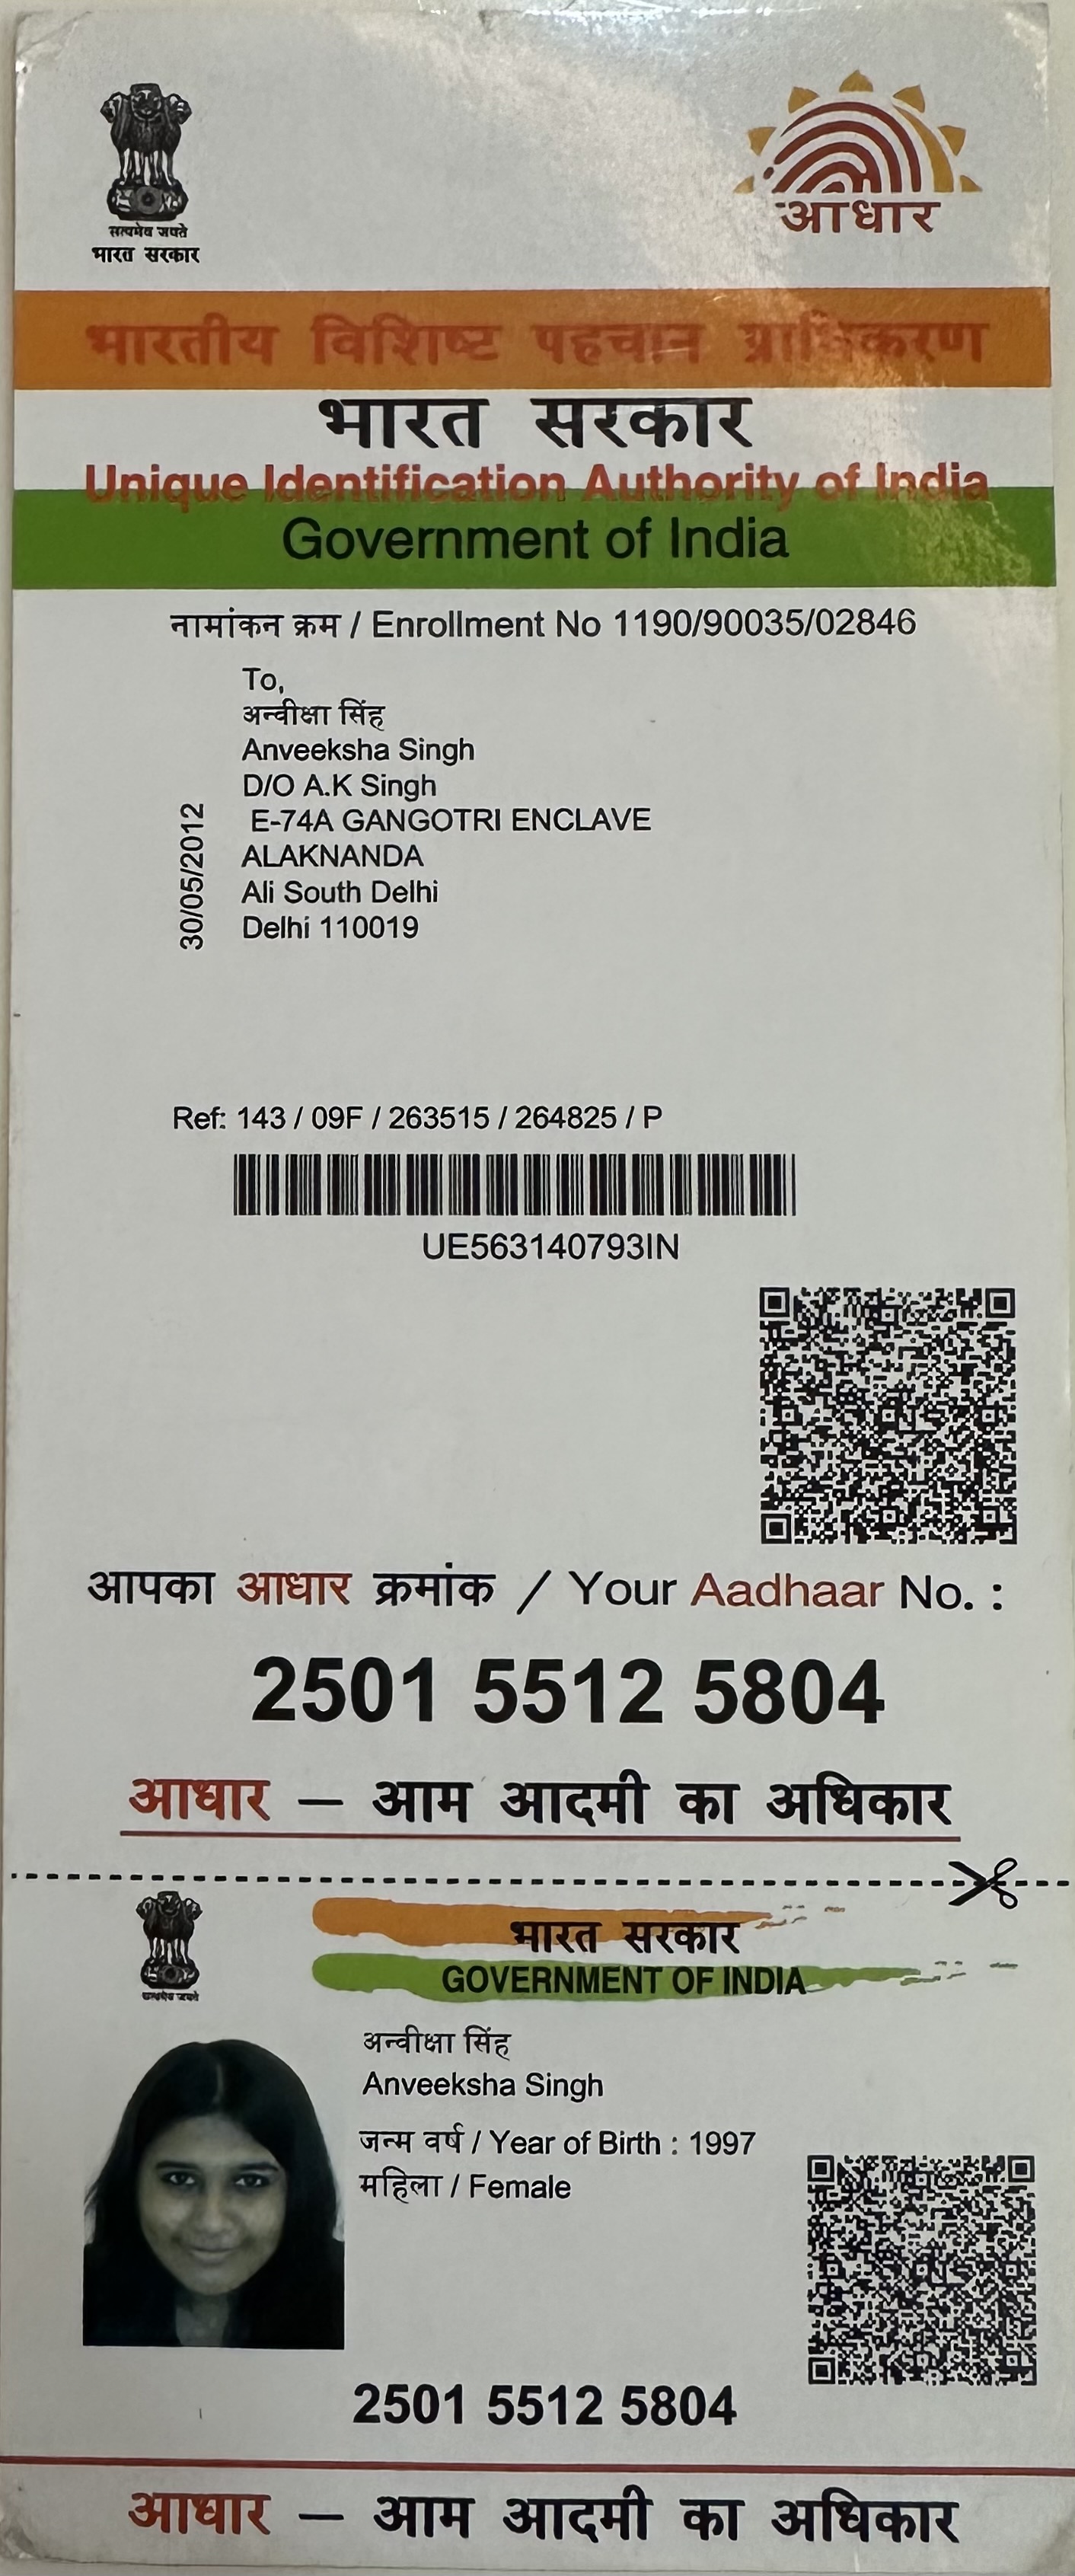 सत्यमेव जयते
भारत सरकार
आधार
भारतीय विशिष्ट पहचान प्राधिकरण
भारत सरकार
Unique Identification Authority of India
Government of India
नामांकन क्रम / Enrollment No 1190/90035/02846
To,
अन्वीक्षा सिंह
Anveeksha Singh
D/O A.K Singh
E-74A GANGOTRI ENCLAVE
ALAKNANDA
Ali South Delhi
Delhi 110019
30/05/2012
Ref: 143 / 09F / 263515 / 264825 / P
UE563140793IN
आपका आधार क्रमांक / Your Aadhaar No. :
2501 5512 5804
आधार – आम आदमी का अधिकार
सत्यमेव जयते
भारत सरकार
GOVERNMENT OF INDIA
अन्वीक्षा सिंह
Anveeksha Singh
जन्म वर्ष / Year of Birth : 1997
महिला / Female
2501 5512 5804
आधार – आम आदमी का अधिकार